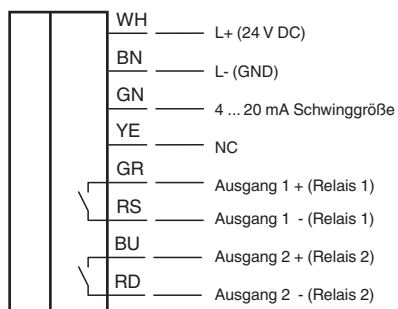 WH L+ (24 V DC)
BN L- (GND)
GN 4 ... 20 mA Schwinggröße
YE NC
GR Ausgang 1 + (Relais 1)
RS Ausgang 1 - (Relais 1)
BU Ausgang 2 + (Relais 2)
RD Ausgang 2 - (Relais 2)